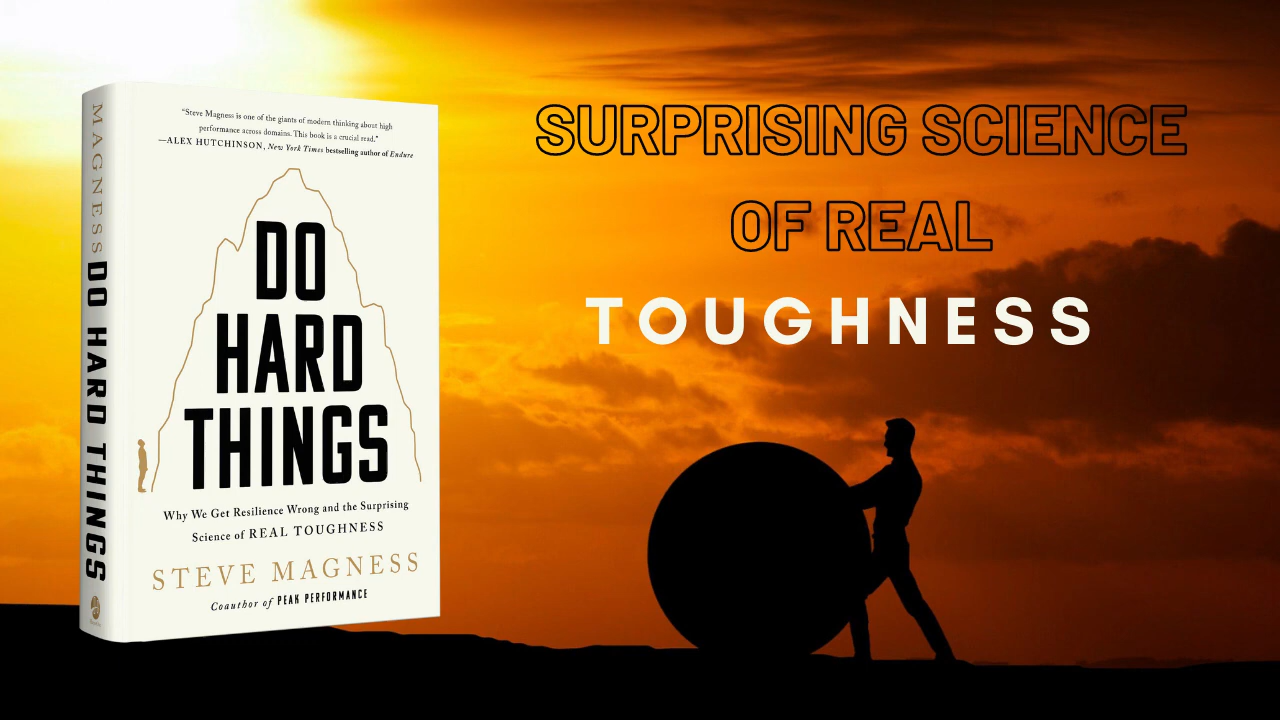 MAGNESS DO HARD THINGS
"Steve Magness is one of the giants of modern thinking about high
performance across domains. This book is a crucial read."
—ALEX HUTCHINSON, New York Times bestselling author of Endure
DO
HARD
THINGS
Why We Get Resilience Wrong and the Surprising
Science of REAL TOUGHNESS
STEVE MAGNESS
Coauthor of PEAK PERFORMANCE
SURPRISING SCIENCE
OF REAL
TOUGHNESS